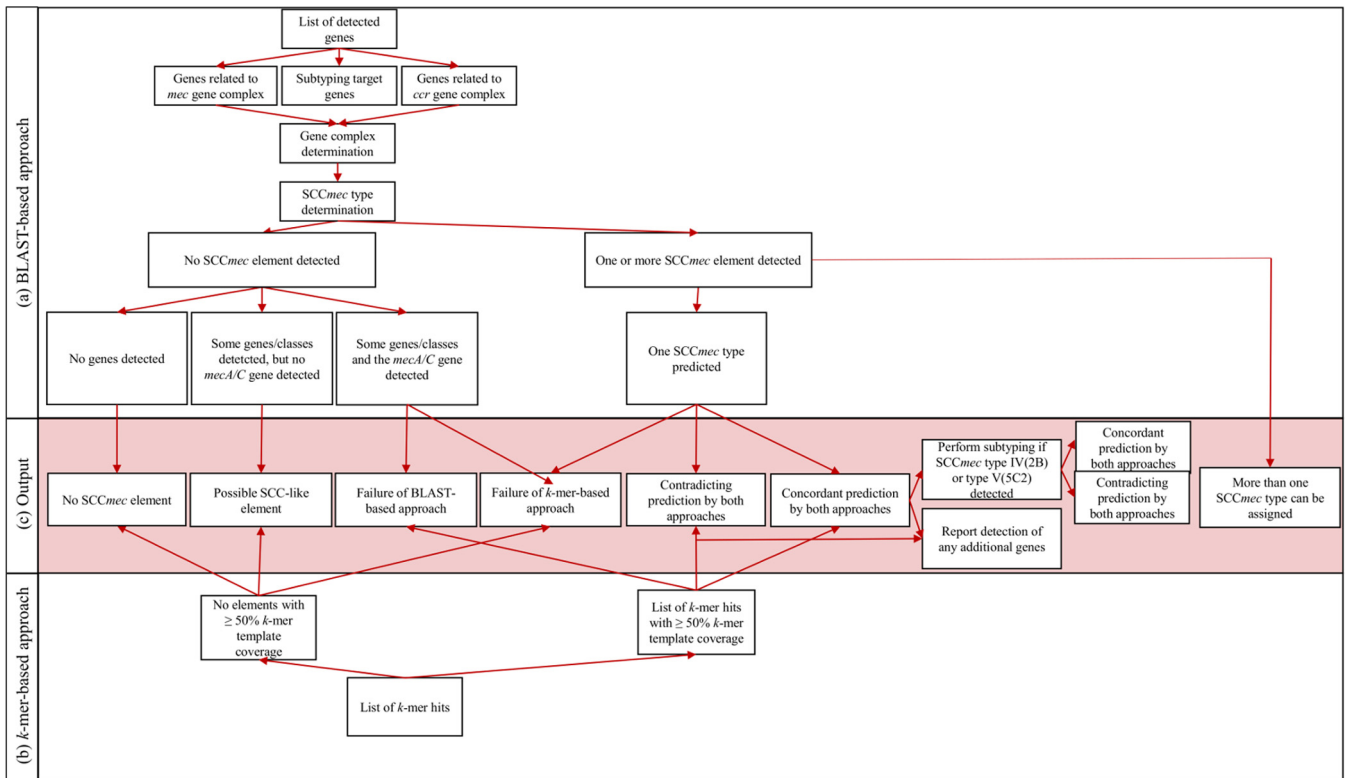 (a) BLAST-based approach
List of detected
genes
Genes related to
mec gene complex
Subtyping target
genes
Genes related to
ccr gene complex
Gene complex
determination
SCCmec type
determination
No SCCmec element detected
One or more SCCmec element detected
No genes detected
Some genes/classes
detetcted, but no
mecA/C gene detected
Some genes/classes
and the mecA/C gene
detected
One SCCmec type
predicted
(c) Output
No SCCmec element
Possible SCC-like
element
Failure of BLAST-
based approach
Failure of k-mer-based
approach
Contradicting
prediction by both
approaches
Concordant prediction
by both approaches
Perform subtyping if
SCCmec type IV(2B)
or type V(5C2)
detected
Report detection of
any additional genes
Concordant
prediction by
both approaches
Contradicting
prediction by
both approaches
More than one
SCCmec type can be
assigned
(b) k-mer-based approach
No elements with
≥ 50% k-mer
template
coverage
List of k-mer hits
with ≥ 50% k-mer
template coverage
List of k-mer hits